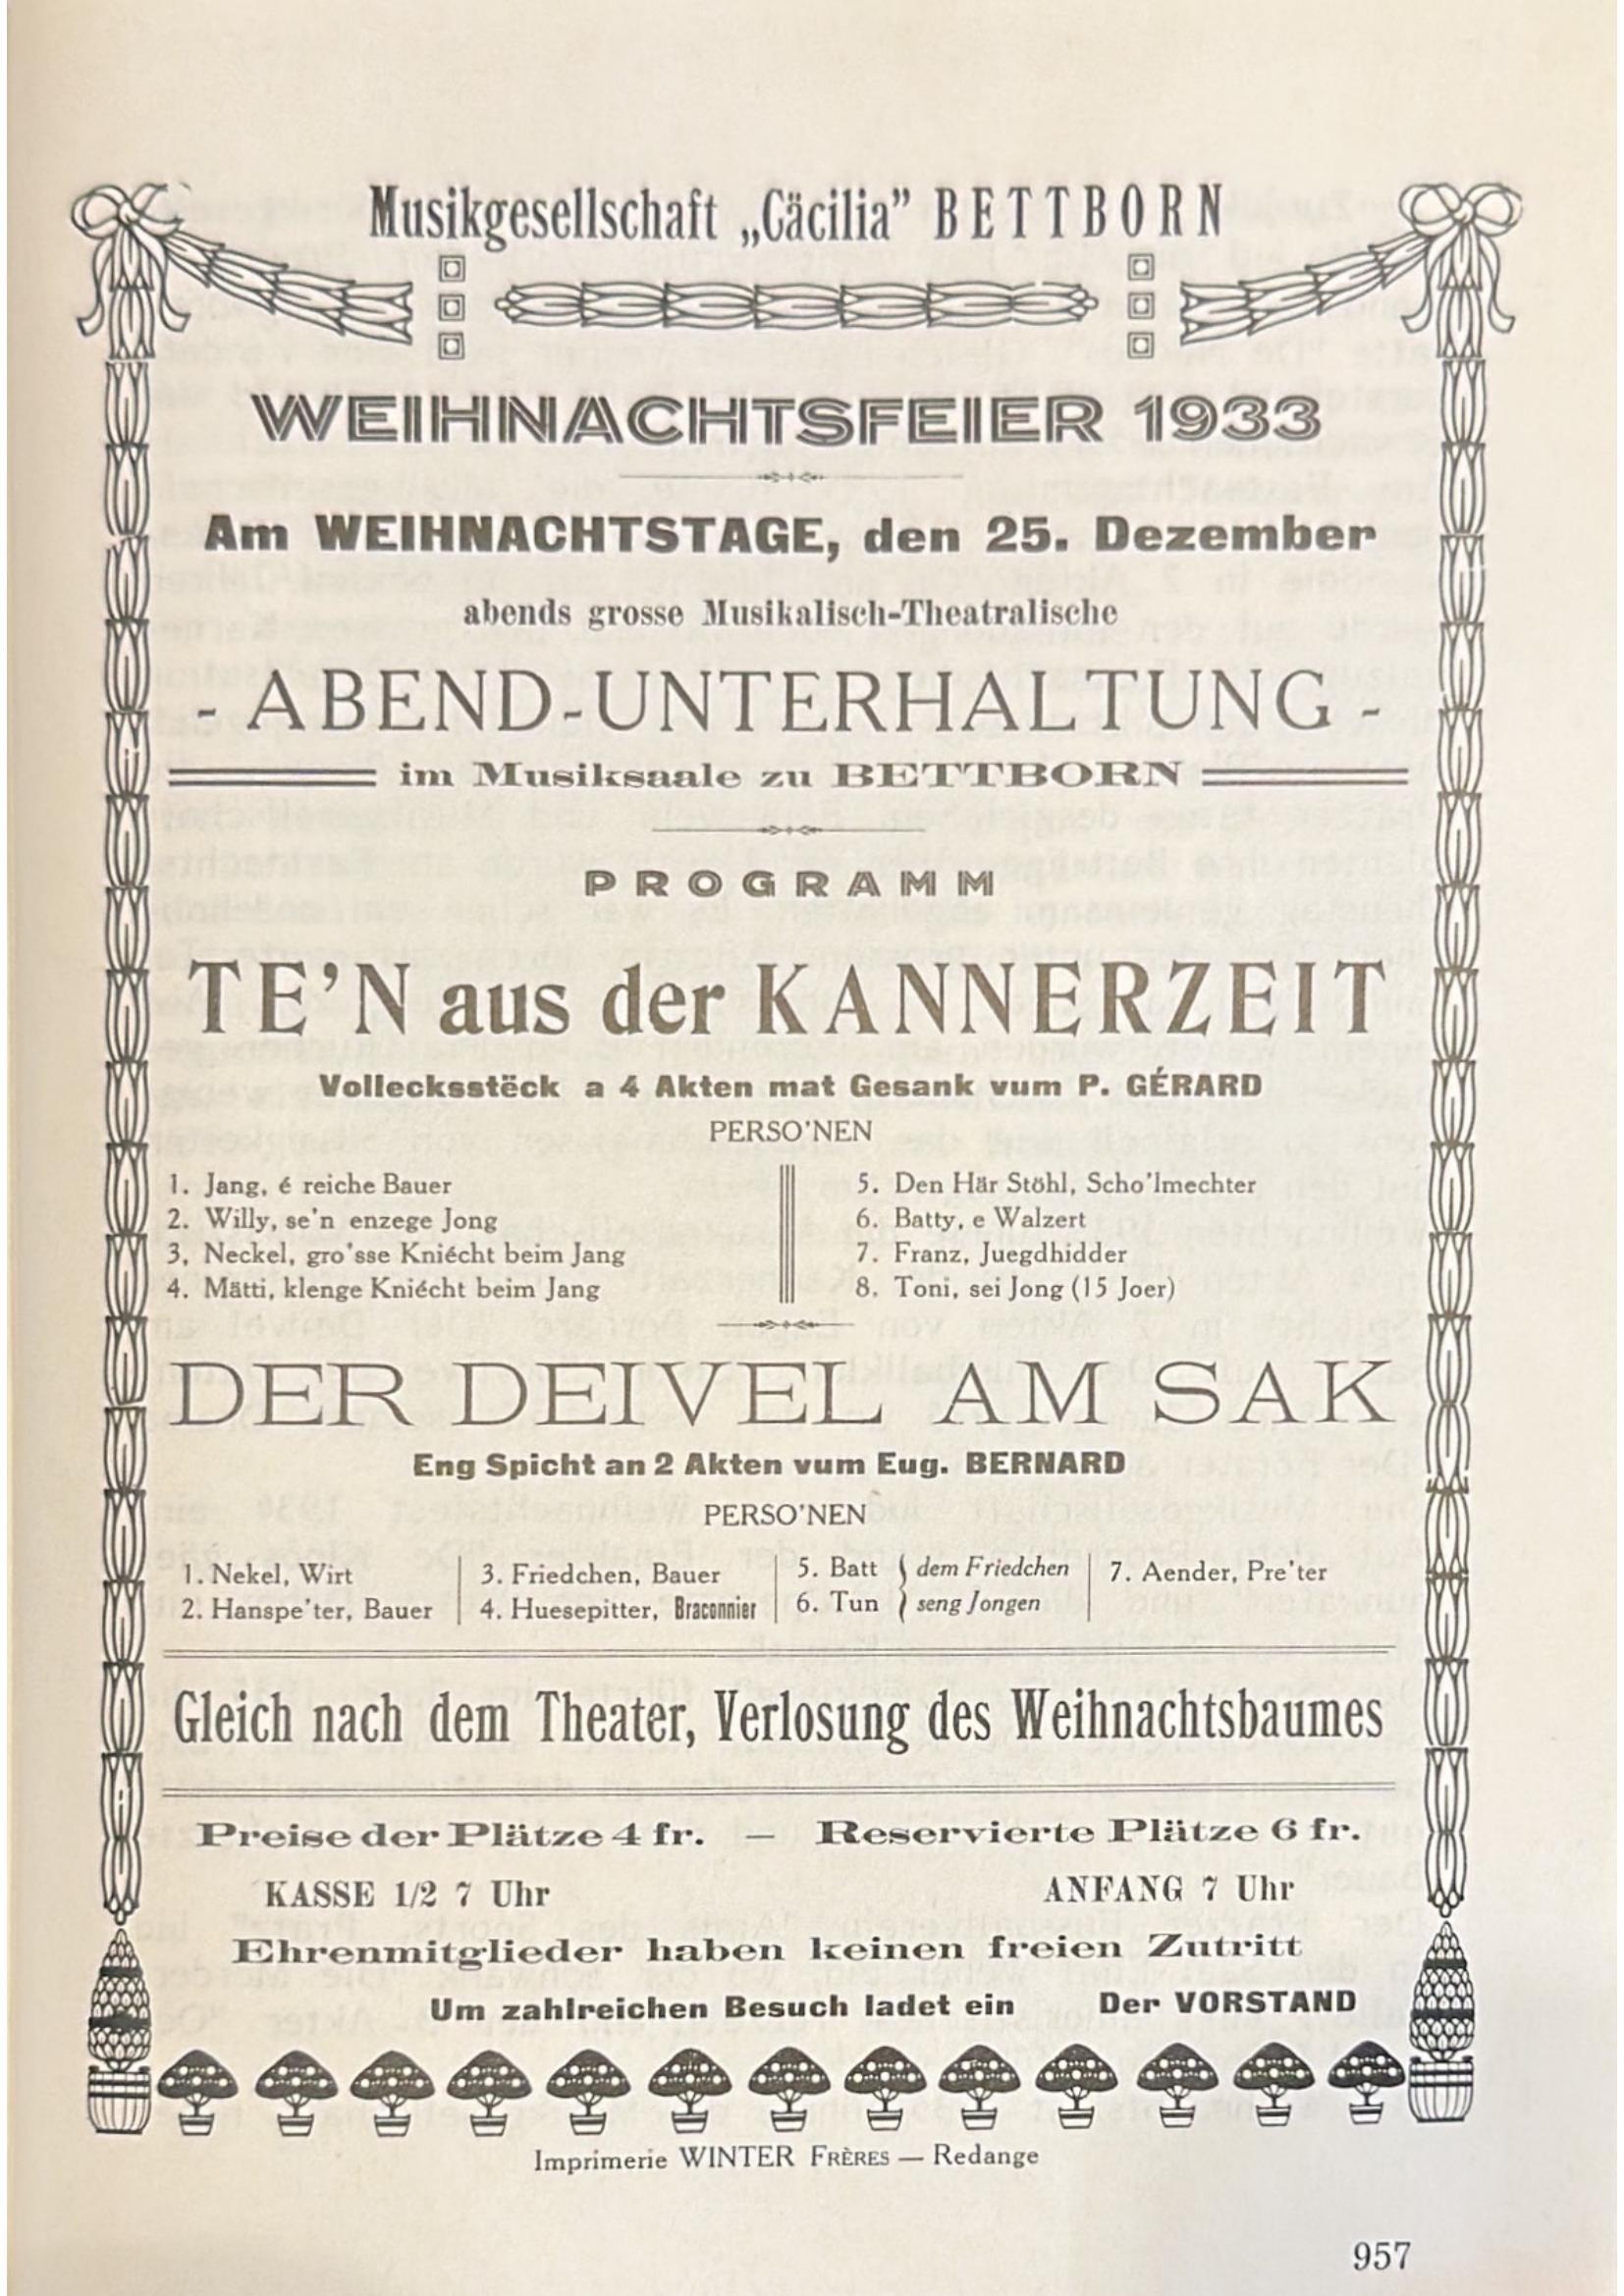 Musikgesellschaft „Cäcilia” BETTBORN
WEIHNACHTSFEIER 1933
Am WEIHNACHTSTAGE, den 25. Dezember
abends grosse Musikalisch-Theatralische
- ABEND-UNTERHALTUNG -
im Musiksaale zu BETTBORN
PROGRAMM
TE'N aus der KANNERZEIT
Vollecksstëck a 4 Akten mat Gesank vum P. GÉRARD
PERSO'NEN
1. Jang, é reiche Bauer
2. Willy, se'n enzege Jong
3, Neckel, gro'sse Kniécht beim Jang
4. Mätti, klenge Kniécht beim Jang
5. Den Här Stöhl, Scho'lmechter
6. Batty, e Walzert
7. Franz, Juegdhidder
8. Toni, sei Jong (15 Joer)
DER DEIVEL AM SAK
Eng Spicht an 2 Akten vum Eug. BERNARD
PERSO'NEN
1. Nekel, Wirt
2. Hanspe'ter, Bauer
3. Friedchen, Bauer
4. Huesepitter, Braconnier
5. Batt } dem Friedchen
6. Tun } seng Jongen
7. Aender, Pre'ter
Gleich nach dem Theater, Verlosung des Weihnachtsbaumes
Preise der Plätze 4 fr. — Reservierte Plätze 6 fr.
KASSE 1/2 7 Uhr ANFANG 7 Uhr
Ehrenmitglieder haben keinen freien Zutritt
Um zahlreichen Besuch ladet ein Der VORSTAND
Imprimerie WINTER FRÈRES — Redange
957